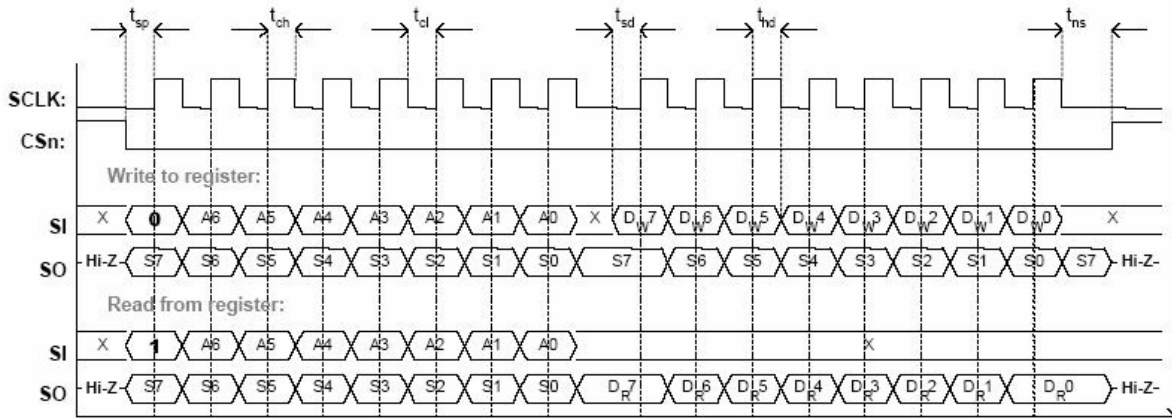 tsp tch tcl tsd thd tns
SCLK:
CSn:
Write to register:
SI X 0 A6 A5 A4 A3 A2 A1 A0 X DW7 DW6 DW5 DW4 DW3 DW2 DW1 DW0 X
SO Hi-Z S7 S6 S5 S4 S3 S2 S1 S0 S7 S6 S5 S4 S3 S2 S1 S0 S7 Hi-Z
Read from register:
SI X 1 A6 A5 A4 A3 A2 A1 A0 X
SO Hi-Z S7 S6 S5 S4 S3 S2 S1 S0 DR7 DR6 DR5 DR4 DR3 DR2 DR1 DR0 Hi-Z